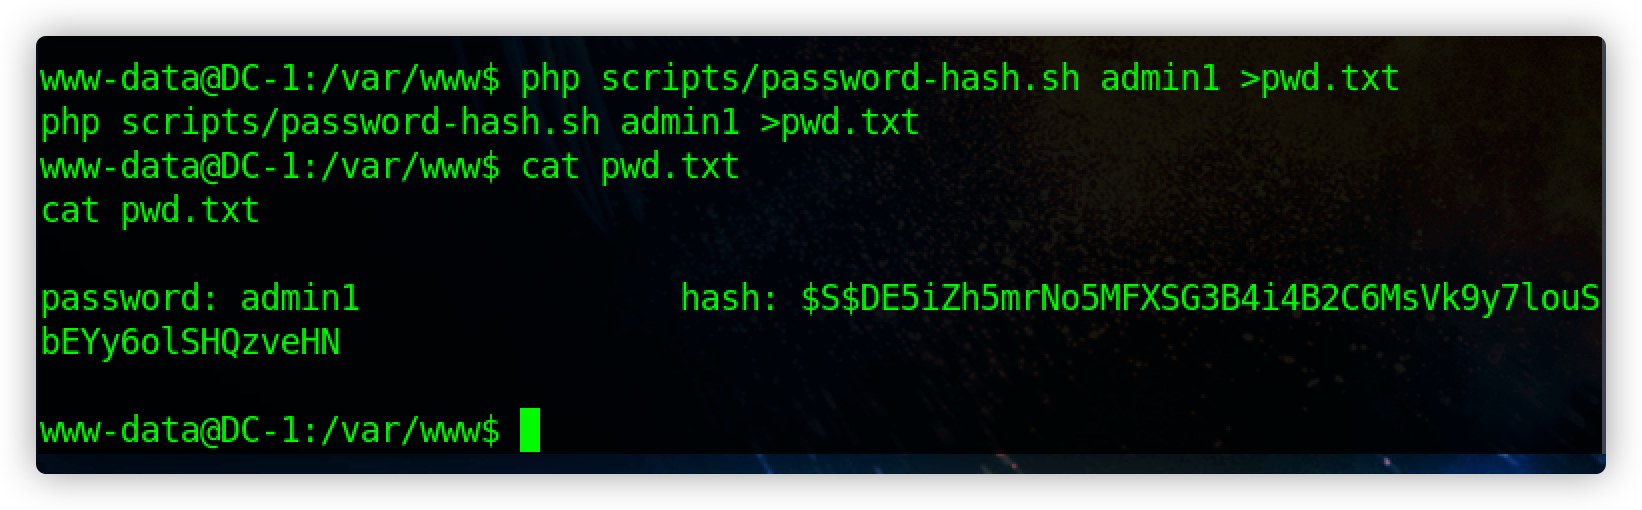 www-data@DC-1:/var/www$ php scripts/password-hash.sh admin1 >pwd.txt
php scripts/password-hash.sh admin1 >pwd.txt
www-data@DC-1:/var/www$ cat pwd.txt
cat pwd.txt
password: admin1                hash: $S$DE5iZh5mrNo5MFXSG3B4i4B2C6MsVk9y7louS
bEYy6olSHQzveHN
www-data@DC-1:/var/www$